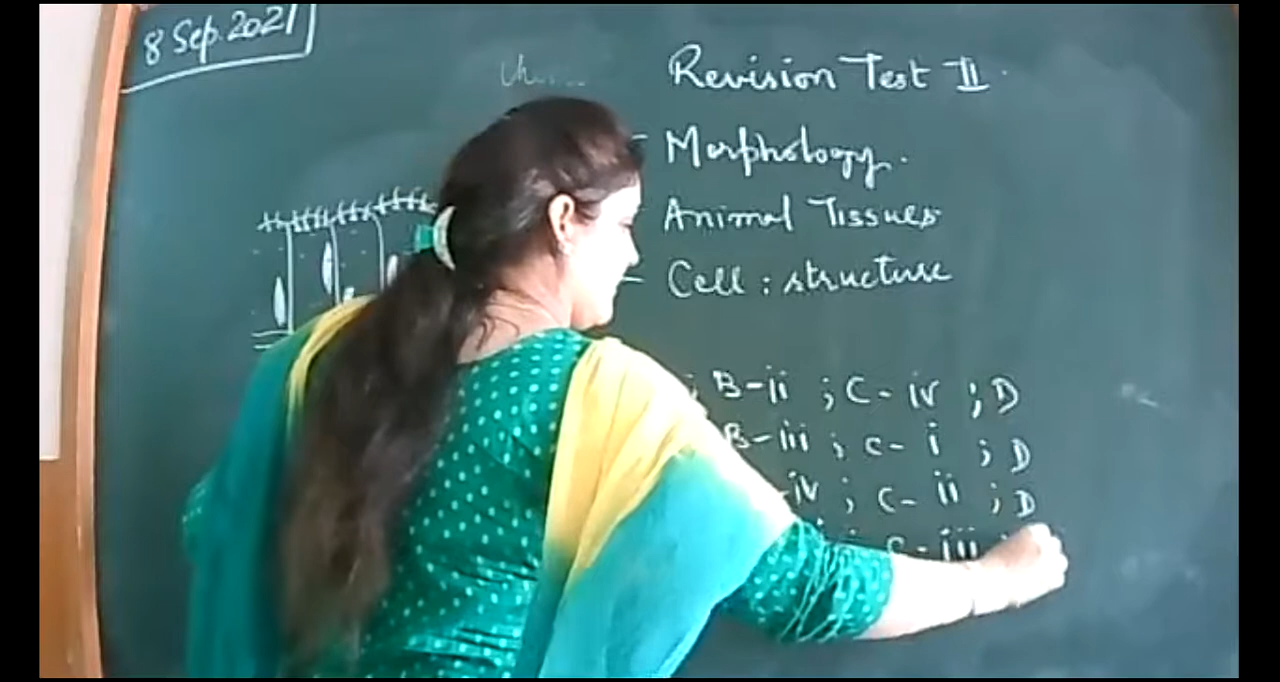 8 Sep. 2021
Revision Test II.
Morphology.
Animal Tissues
Cell : structure
; B-ii ; C- iv ; D
B-iii ; C- i ; D
-iv ; C- ii ; D
; C- iii